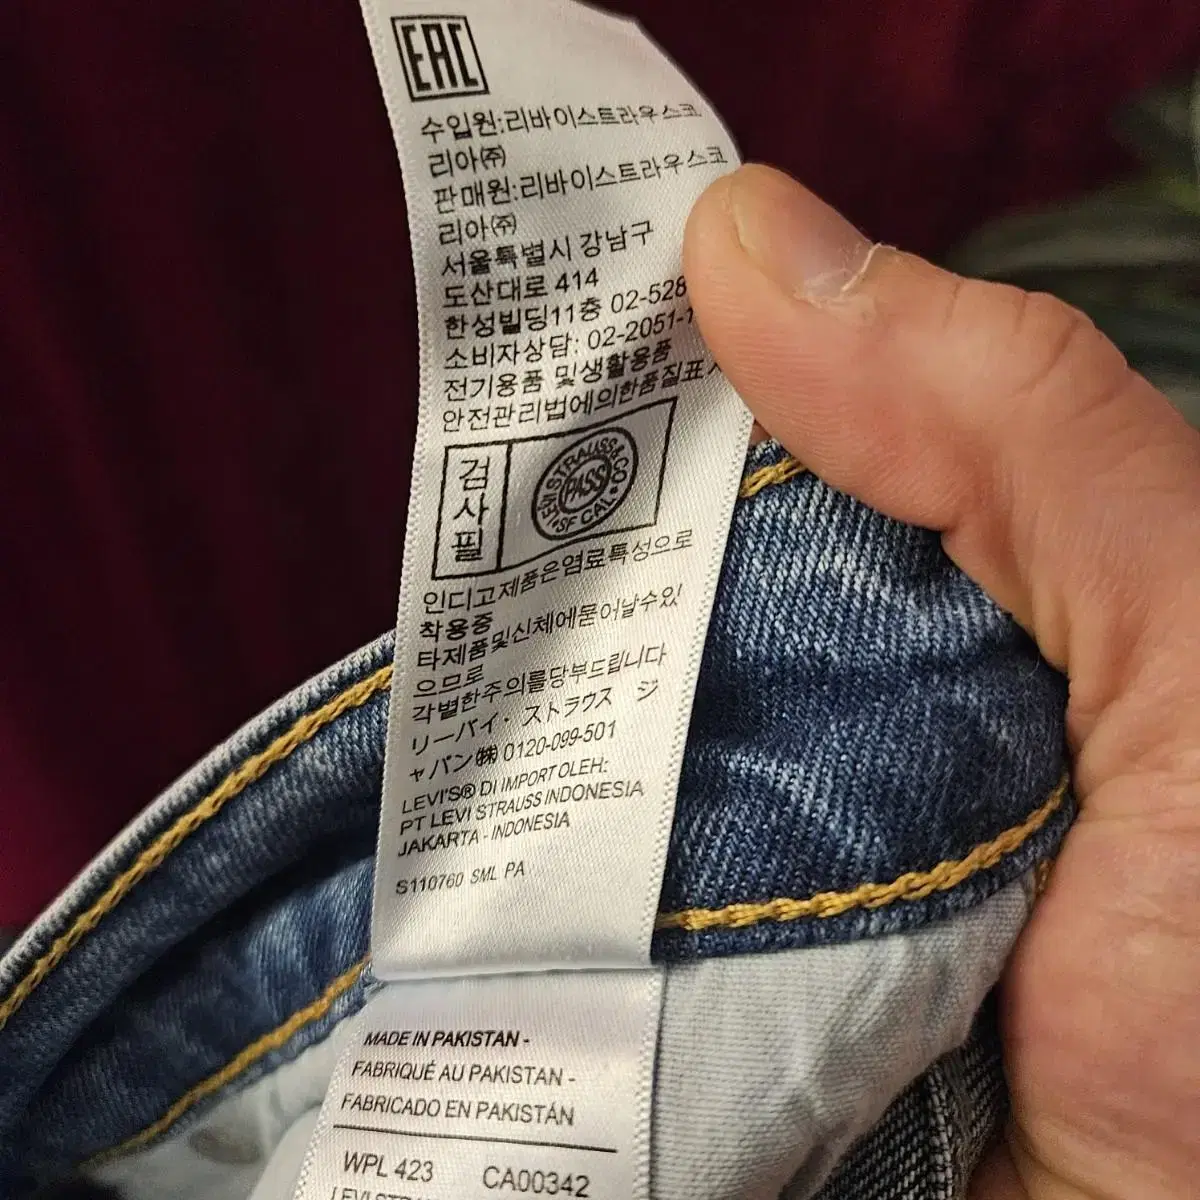 EAC
수입원:리바이스트라우스코
리아㈜
판매원:리바이스트라우스코
리아㈜
서울특별시 강남구
도산대로 414
한성빌딩11층 02-528
소비자상담: 02-2051-1
전기용품 및생활용품
안전관리법에의한품질표시
검
사
필
LEVI STRAUSS & CO
PASS
SF CAL
인디고제품은염료특성으로
착용중
타제품및신체에묻어날수있
으므로
각별한주의를당부드립니다
リーバイ・ストラウス ジ
ャパン㈱ 0120-099-501
LEVI'S® DI IMPORT OLEH:
PT LEVI STRAUSS INDONESIA
JAKARTA - INDONESIA
S110760 SML PA
MADE IN PAKISTAN -
FABRIQUÉ AU PAKISTAN -
FABRICADO EN PAKISTÁN
WPL 423 CA00342